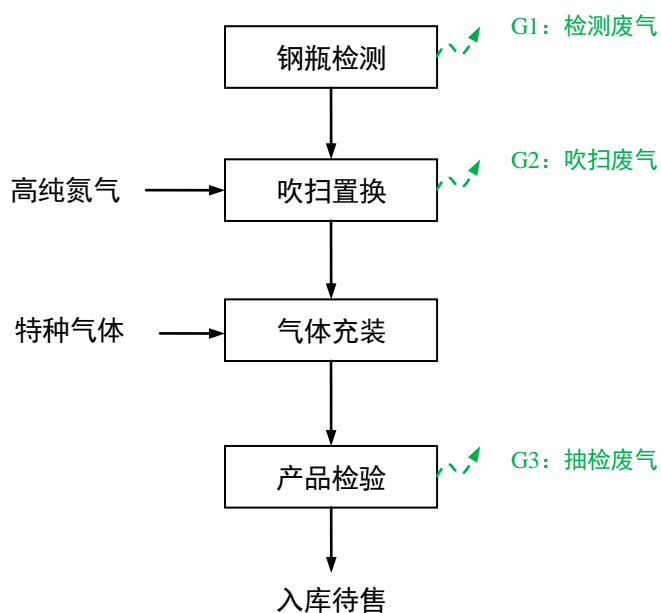 钢瓶检测
G1：检测废气
高纯氮气
吹扫置换
G2：吹扫废气
特种气体
气体充装
产品检验
G3：抽检废气
入库待售